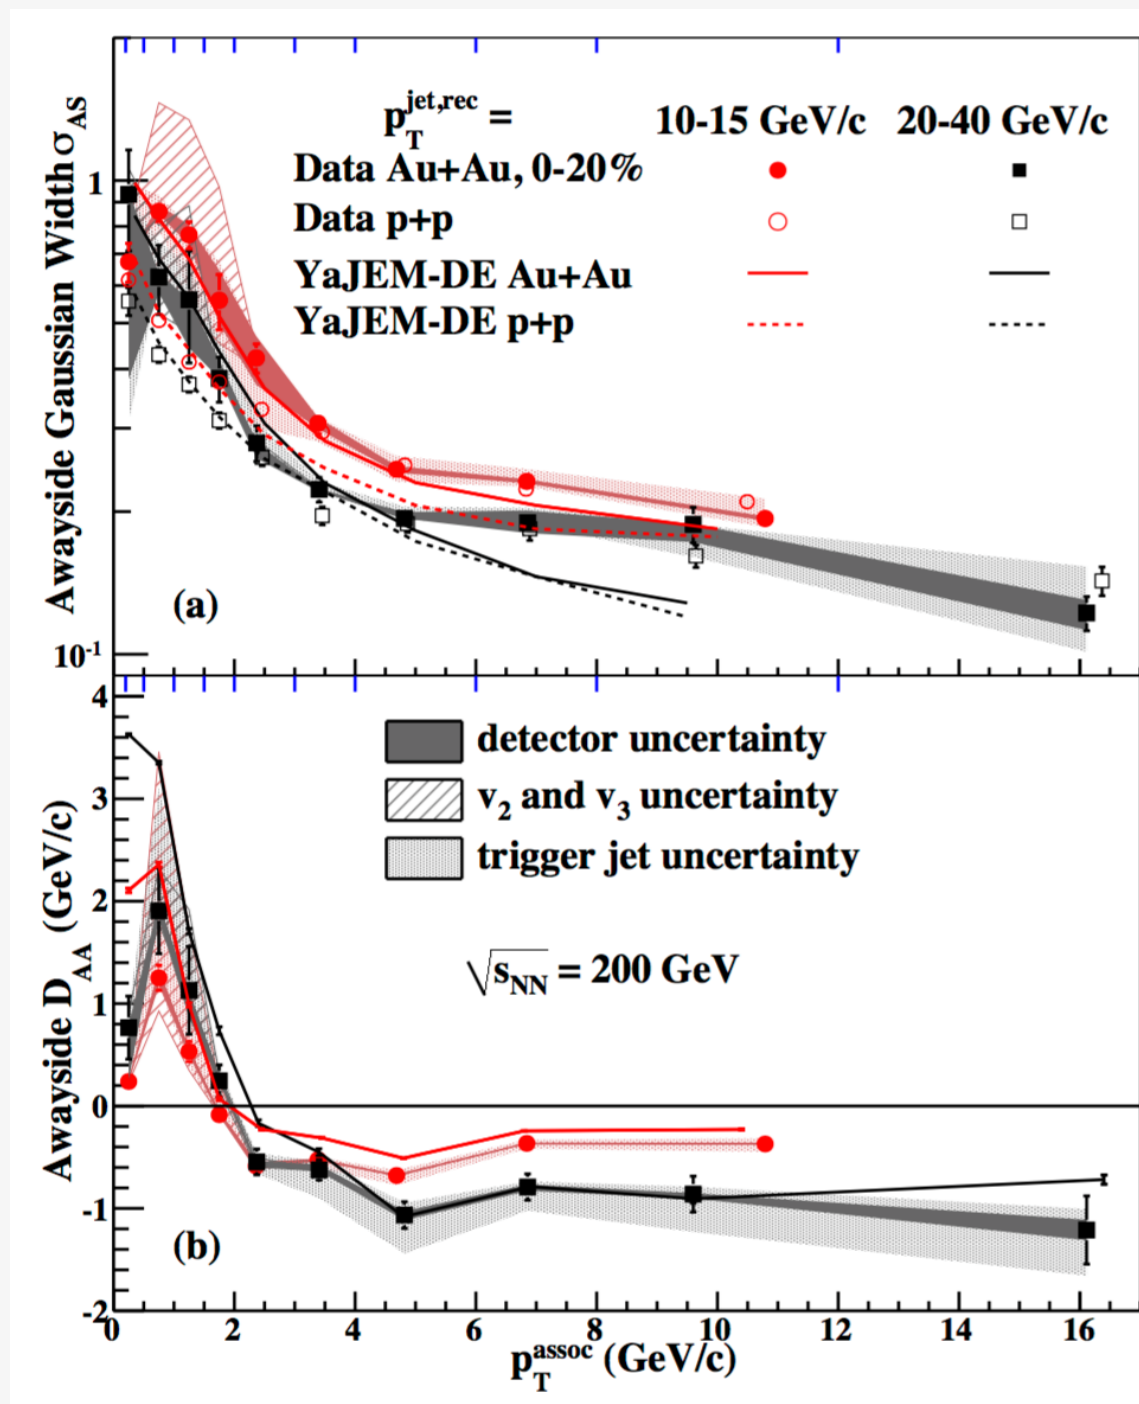 Awayside Gaussian Width σ_AS
1
10^-1
p_T^jet,rec = 10-15 GeV/c 20-40 GeV/c
Data Au+Au, 0-20%
Data p+p
YaJEM-DE Au+Au
YaJEM-DE p+p
(a)
Awayside D_AA (GeV/c)
4
3
2
1
0
-1
-2
detector uncertainty
v_2 and v_3 uncertainty
trigger jet uncertainty
√s_NN = 200 GeV
(b)
0 2 4 6 8 10 12 14 16
p_T^assoc (GeV/c)